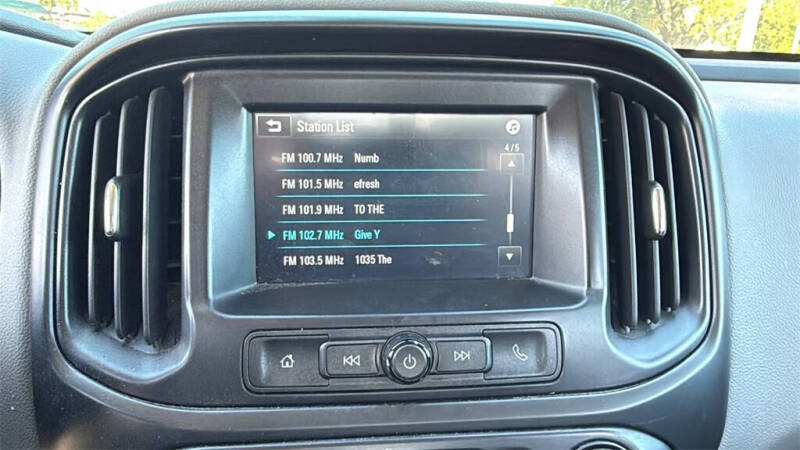 Station List
4/5
FM 100.7 MHz Numb
FM 101.5 MHz efresh
FM 101.9 MHz TO THE
FM 102.7 MHz Give Y
FM 103.5 MHz 1035 The